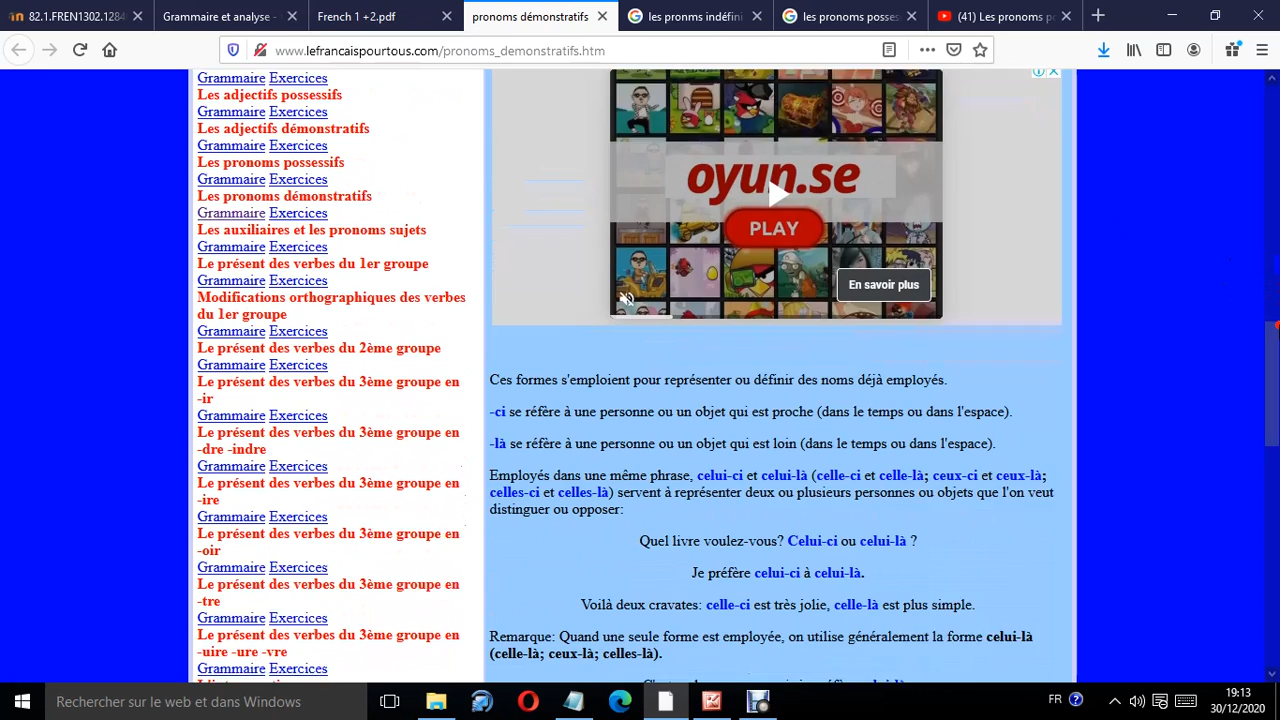 82.1.FREN1302.1284
Grammaire et analyse -
French 1 +2.pdf
pronoms démonstratifs
les pronms indéfini
les pronoms posses
(41) Les pronoms po
www.lefrancaispourtous.com/pronoms_demonstratifs.htm
Grammaire Exercices
Les adjectifs possessifs
Grammaire Exercices
Les adjectifs démonstratifs
Grammaire Exercices
Les pronoms possessifs
Grammaire Exercices
Les pronoms démonstratifs
Grammaire Exercices
Les auxiliaires et les pronoms sujets
Grammaire Exercices
Le présent des verbes du 1er groupe
Grammaire Exercices
Modifications orthographiques des verbes
du 1er groupe
Grammaire Exercices
Le présent des verbes du 2ème groupe
Grammaire Exercices
Le présent des verbes du 3ème groupe en
-ir
Grammaire Exercices
Le présent des verbes du 3ème groupe en
-dre -indre
Grammaire Exercices
Le présent des verbes du 3ème groupe en
-ire
Grammaire Exercices
Le présent des verbes du 3ème groupe en
-oir
Grammaire Exercices
Le présent des verbes du 3ème groupe en
-tre
Grammaire Exercices
Le présent des verbes du 3ème groupe en
-uire -ure -vre
Grammaire Exercices
oyun.se
PLAY
En savoir plus
Ces formes s'emploient pour représenter ou définir des noms déjà employés.
-ci se réfère à une personne ou un objet qui est proche (dans le temps ou dans l'espace).
-là se réfère à une personne ou un objet qui est loin (dans le temps ou dans l'espace).
Employés dans une même phrase, celui-ci et celui-là (celle-ci et celle-là; ceux-ci et ceux-là;
celles-ci et celles-là) servent à représenter deux ou plusieurs personnes ou objets que l'on veut
distinguer ou opposer:
Quel livre voulez-vous? Celui-ci ou celui-là ?
Je préfère celui-ci à celui-là.
Voilà deux cravates: celle-ci est très jolie, celle-là est plus simple.
Remarque: Quand une seule forme est employée, on utilise généralement la forme celui-là
(celle-là; ceux-là; celles-là).
Rechercher sur le web et dans Windows
FR
19:13
30/12/2020